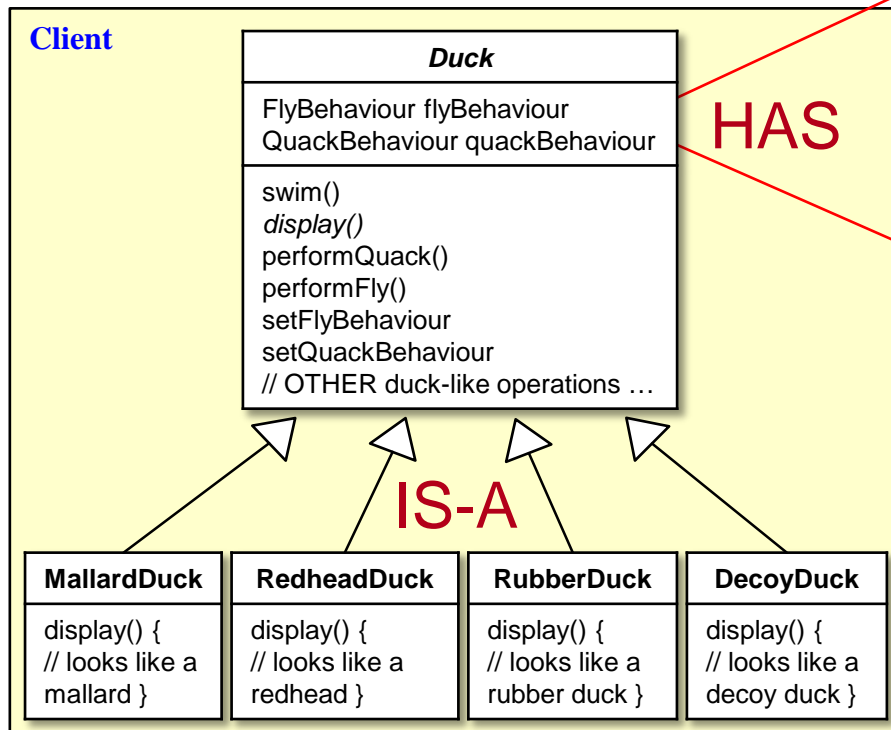 Client
Duck
FlyBehaviour flyBehaviour
QuackBehaviour quackBehaviour
HAS
swim()
display()
performQuack()
performFly()
setFlyBehaviour
setQuackBehaviour
// OTHER duck-like operations …
IS-A
MallardDuck
display() {
// looks like a
mallard }
RedheadDuck
display() {
// looks like a
redhead }
RubberDuck
display() {
// looks like a
rubber duck }
DecoyDuck
display() {
// looks like a
decoy duck }